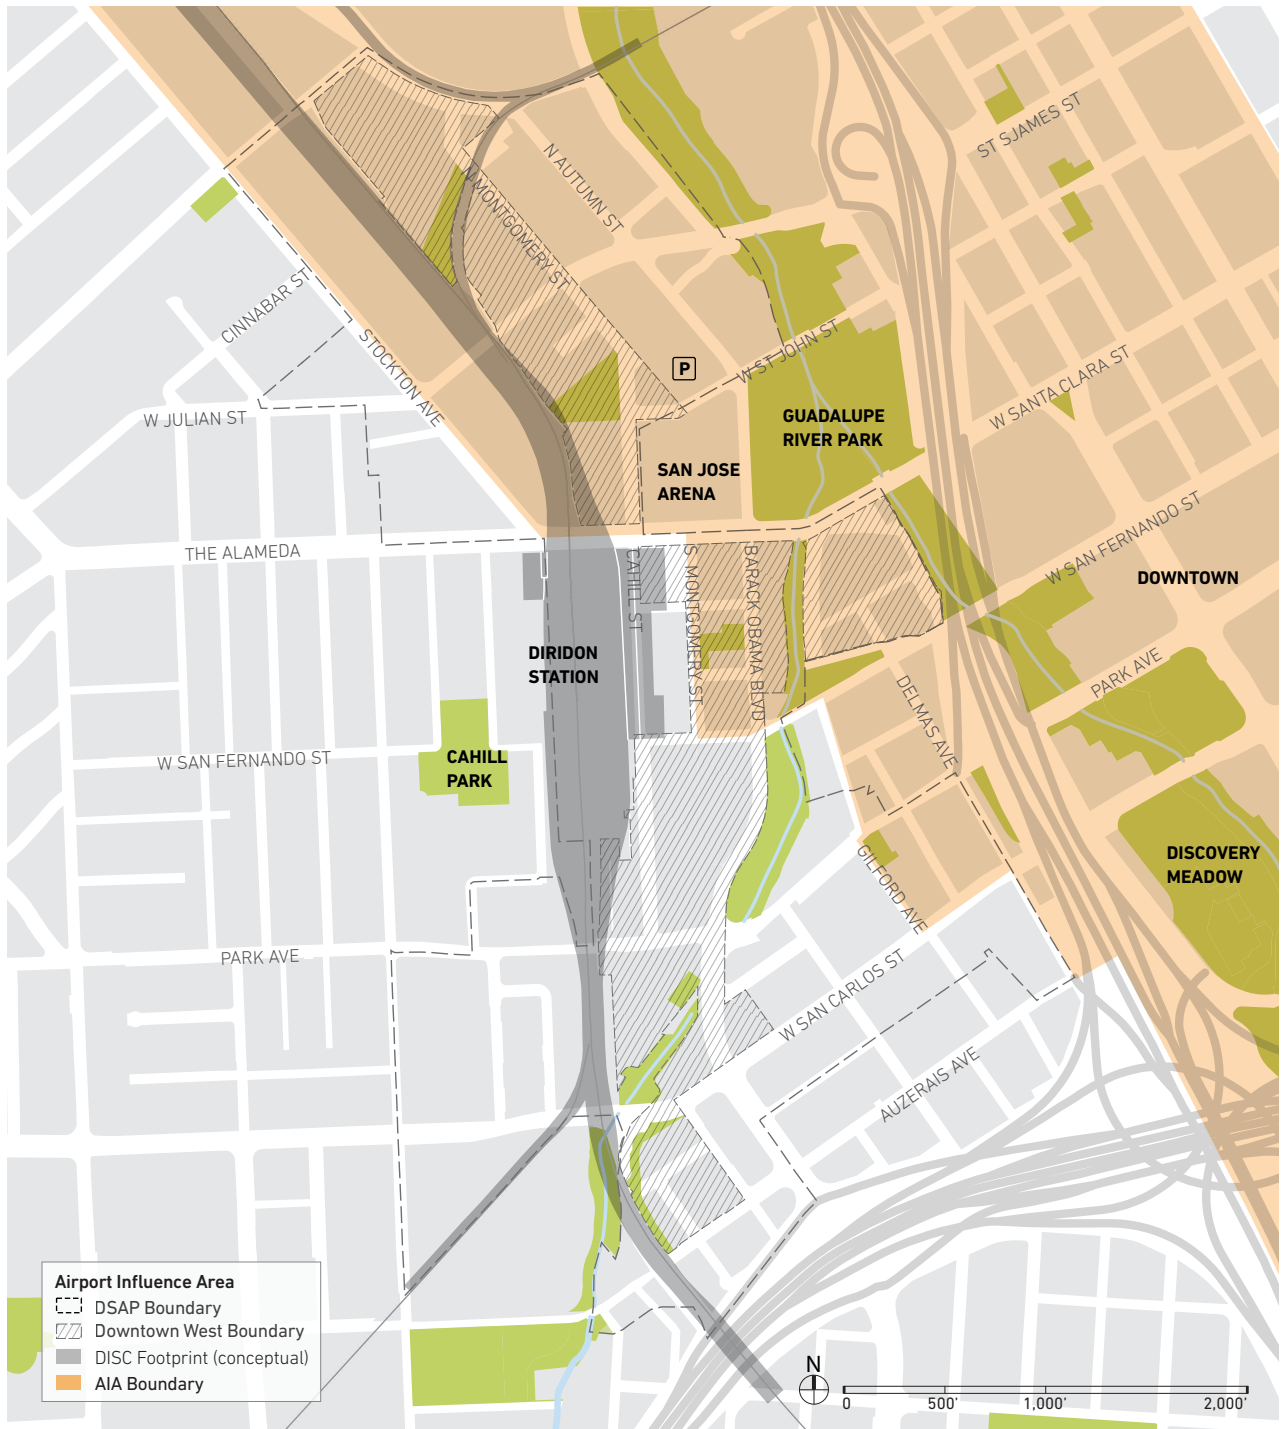 ST SJAMES ST
N AUTUMN ST
N MONTGOMERY ST
CINNABAR ST
STOCKTON AVE
W ST JOHN ST
P
W SANTA CLARA ST
W JULIAN ST
GUADALUPE
RIVER PARK
SAN JOSE
ARENA
W SAN FERNANDO ST
THE ALAMEDA
DOWNTOWN
CAHILL ST
S MONTGOMERY ST
BARACK OBAMA BLVD
DIRIDON
STATION
PARK AVE
DELMAS AVE
W SAN FERNANDO ST
CAHILL
PARK
DISCOVERY
MEADOW
GILFORD AVE
PARK AVE
W SAN CARLOS ST
AUZERAIS AVE
Airport Influence Area
DSAP Boundary
Downtown West Boundary
DISC Footprint (conceptual)
AIA Boundary
N
0 500' 1,000' 2,000'